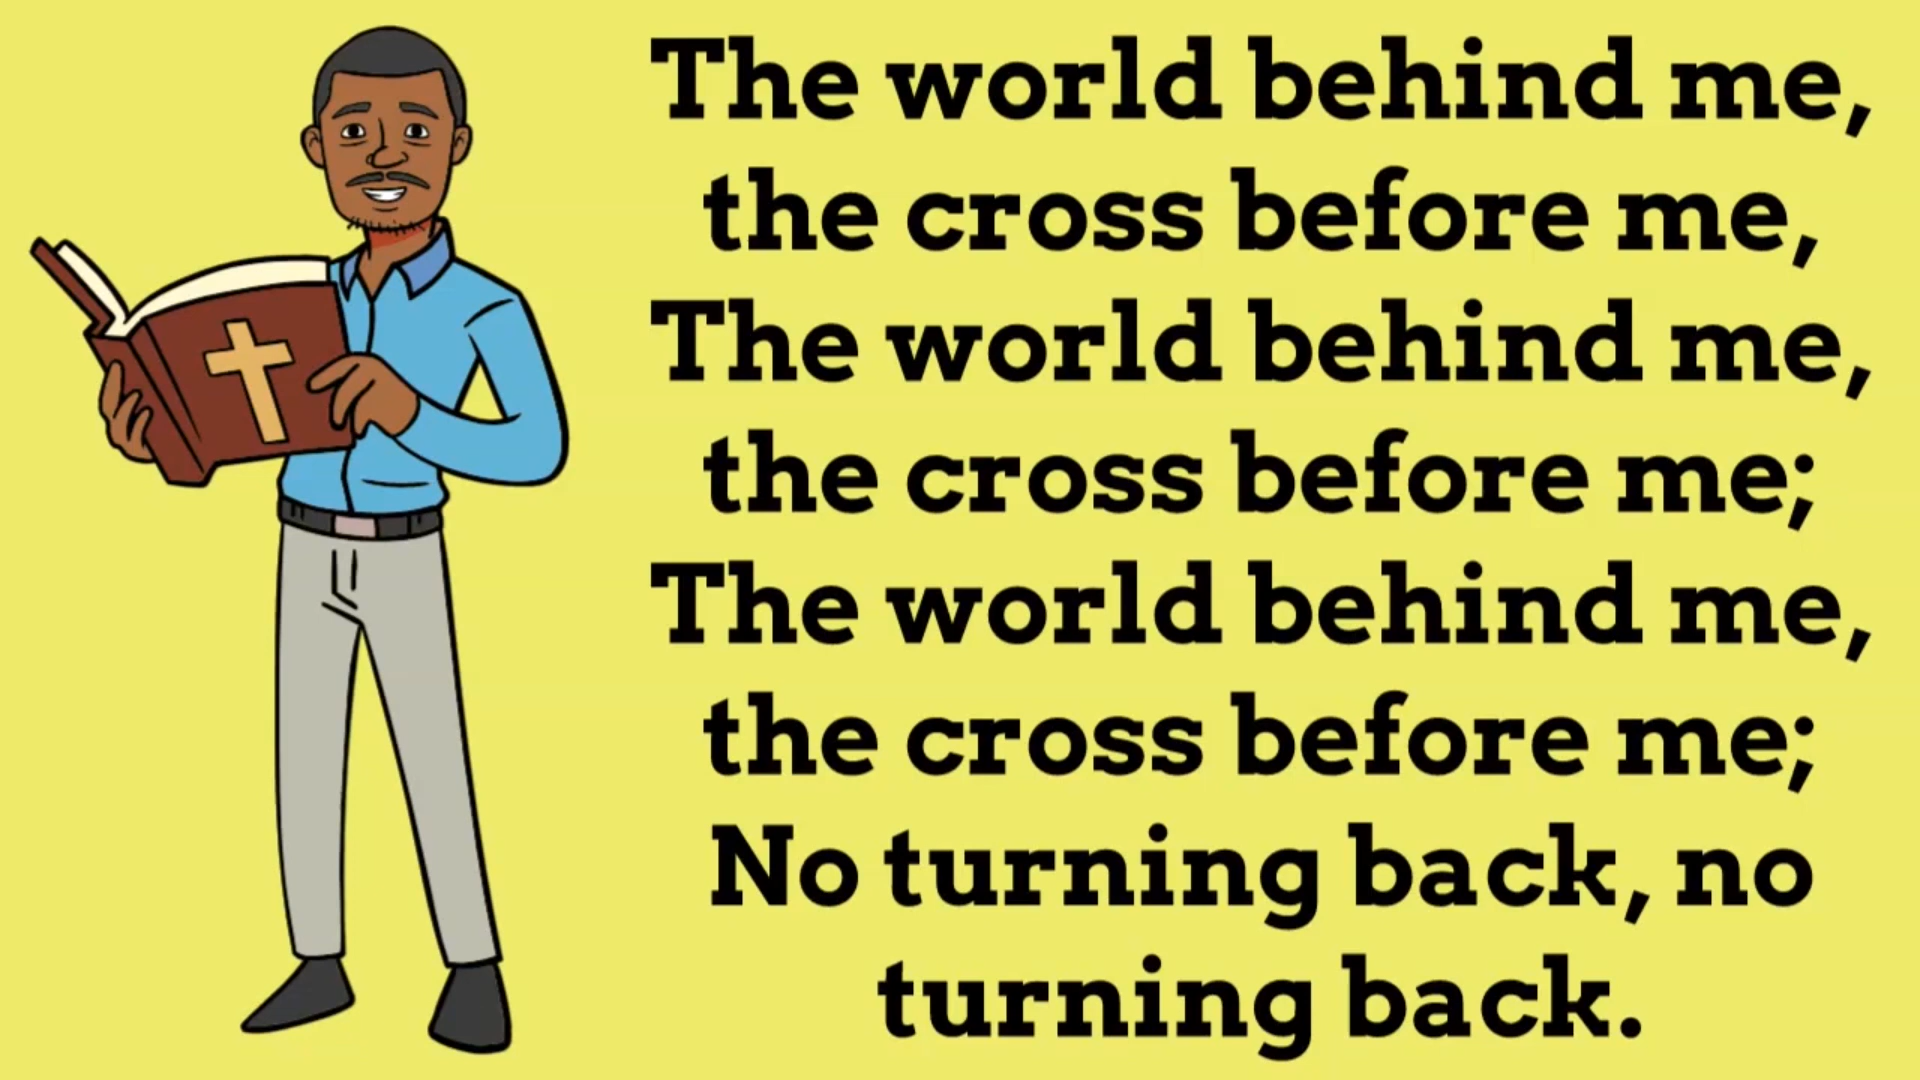 The world behind me,
the cross before me,
The world behind me,
the cross before me;
The world behind me,
the cross before me;
No turning back, no
turning back.